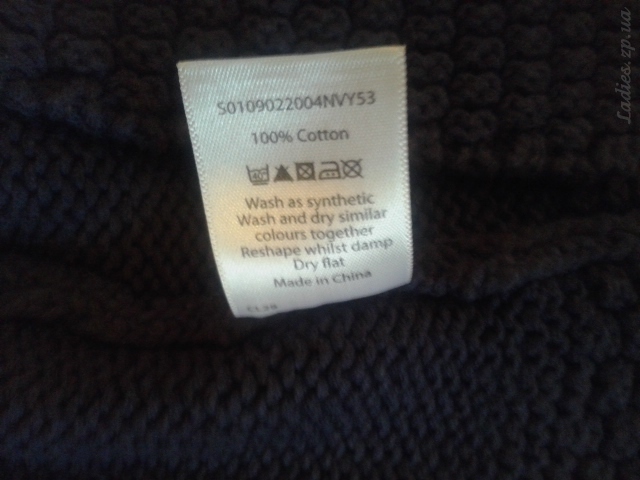 S0109022004NVY53
100% Cotton
40°
Wash as synthetic
Wash and dry similar
colours together
Reshape whilst damp
Dry flat
Made in China
Ladies.zp.ua